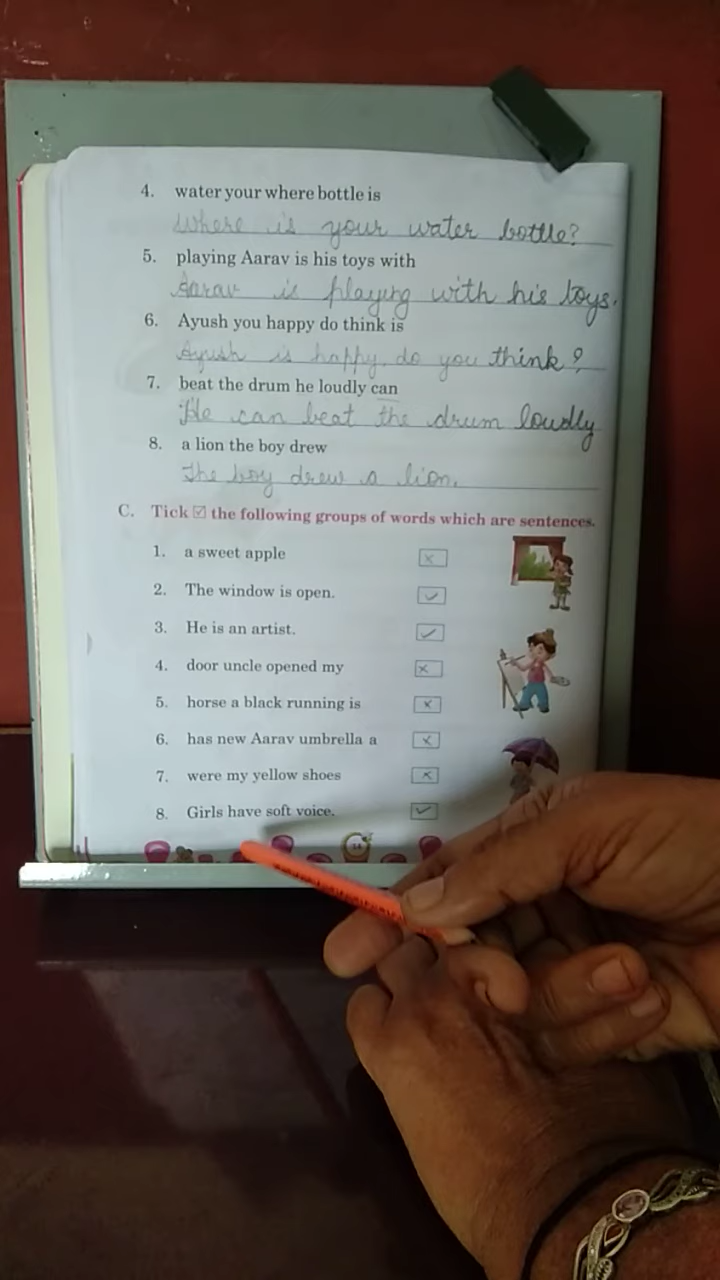 4. water your where bottle is
Where is your water bottle?
5. playing Aarav is his toys with
Aarav is playing with his toys.
6. Ayush you happy do think is
Ayush is happy, do you think?
7. beat the drum he loudly can
He can beat the drum loudly
8. a lion the boy drew
The boy drew a lion.
C. Tick ☑ the following groups of words which are sentences.
1. a sweet apple ☒
2. The window is open. ☑
3. He is an artist. ☑
4. door uncle opened my ☒
5. horse a black running is ☒
6. has new Aarav umbrella a ☒
7. were my yellow shoes ☒
8. Girls have soft voice. ☑